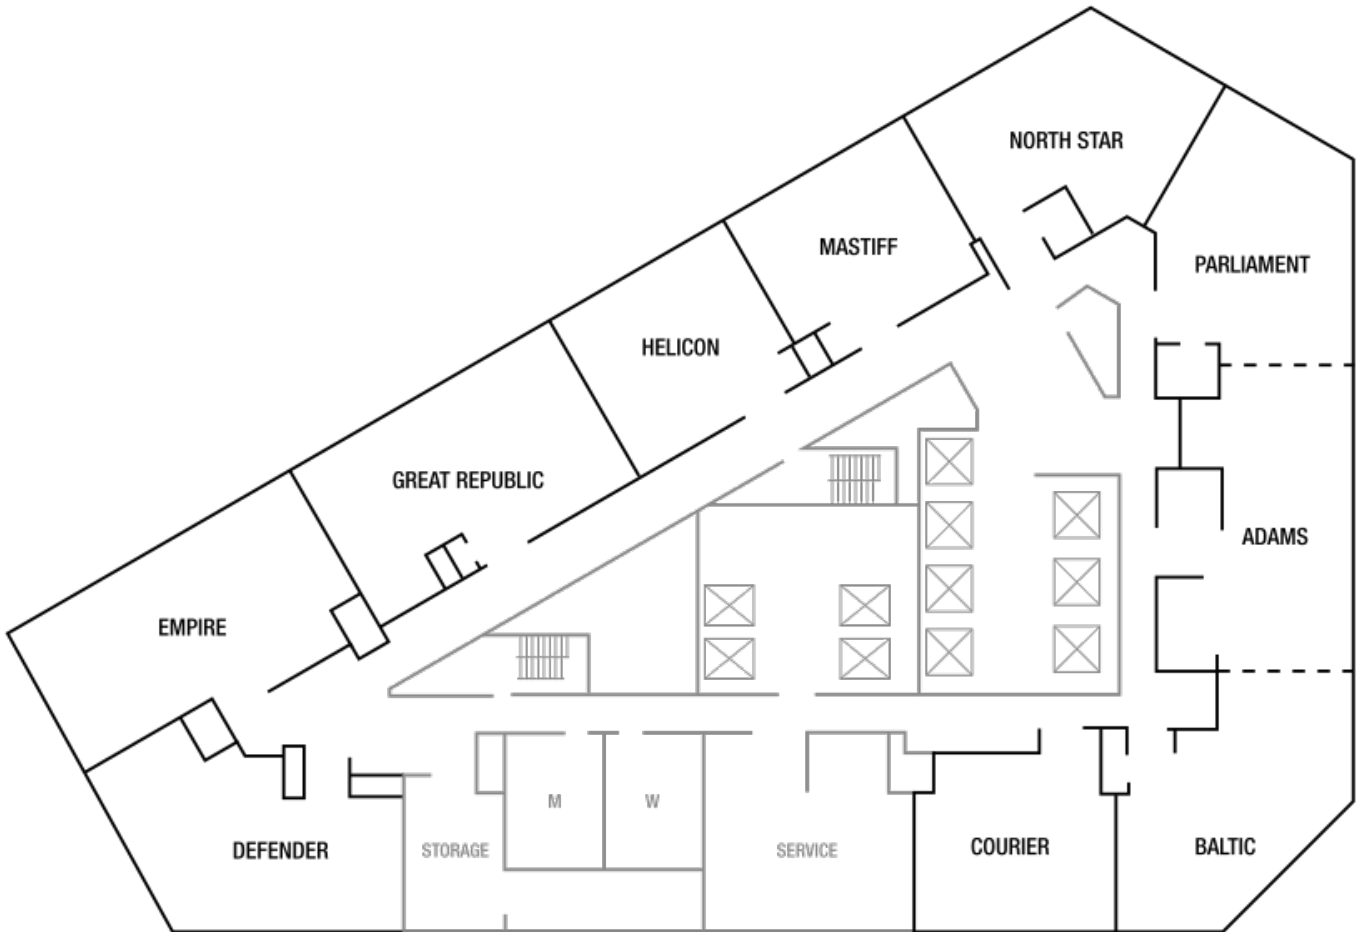 NORTH STAR
MASTIFF
PARLIAMENT
HELICON
GREAT REPUBLIC
ADAMS
EMPIRE
M
W
DEFENDER
STORAGE
SERVICE
COURIER
BALTIC